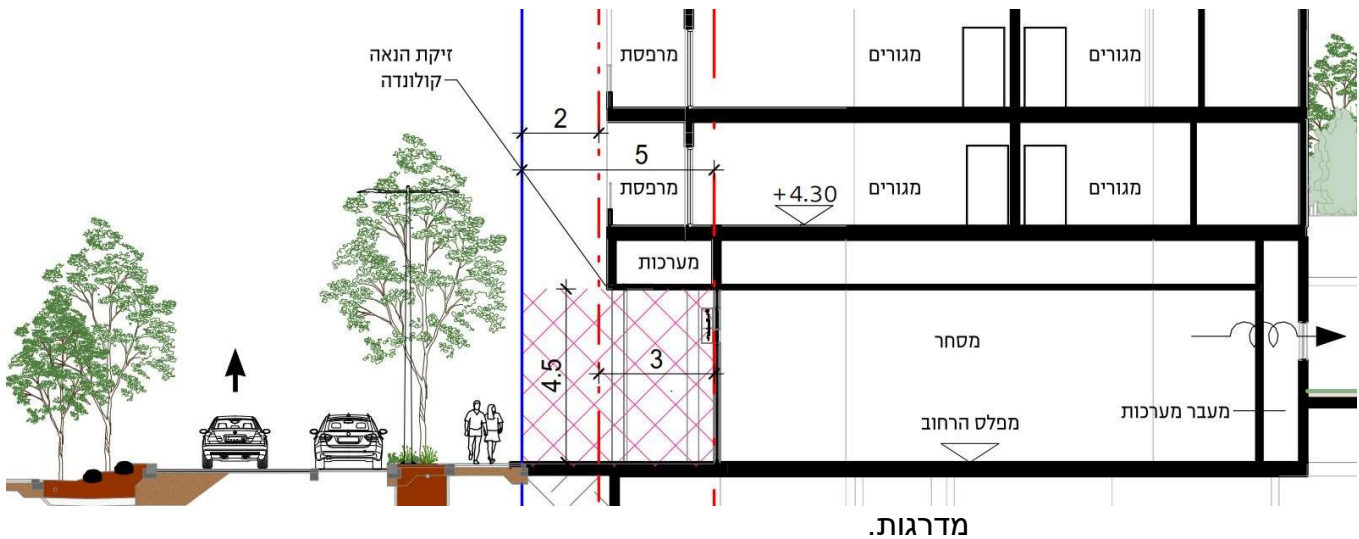 זיקת הנאה
קולונדה
מרפסת
מגורים
מגורים
2
5
מרפסת
+4.30
מגורים
מגורים
מערכות
4.5
3
מסחר
מפלס הרחוב
מעבר מערכות
מדרגות.